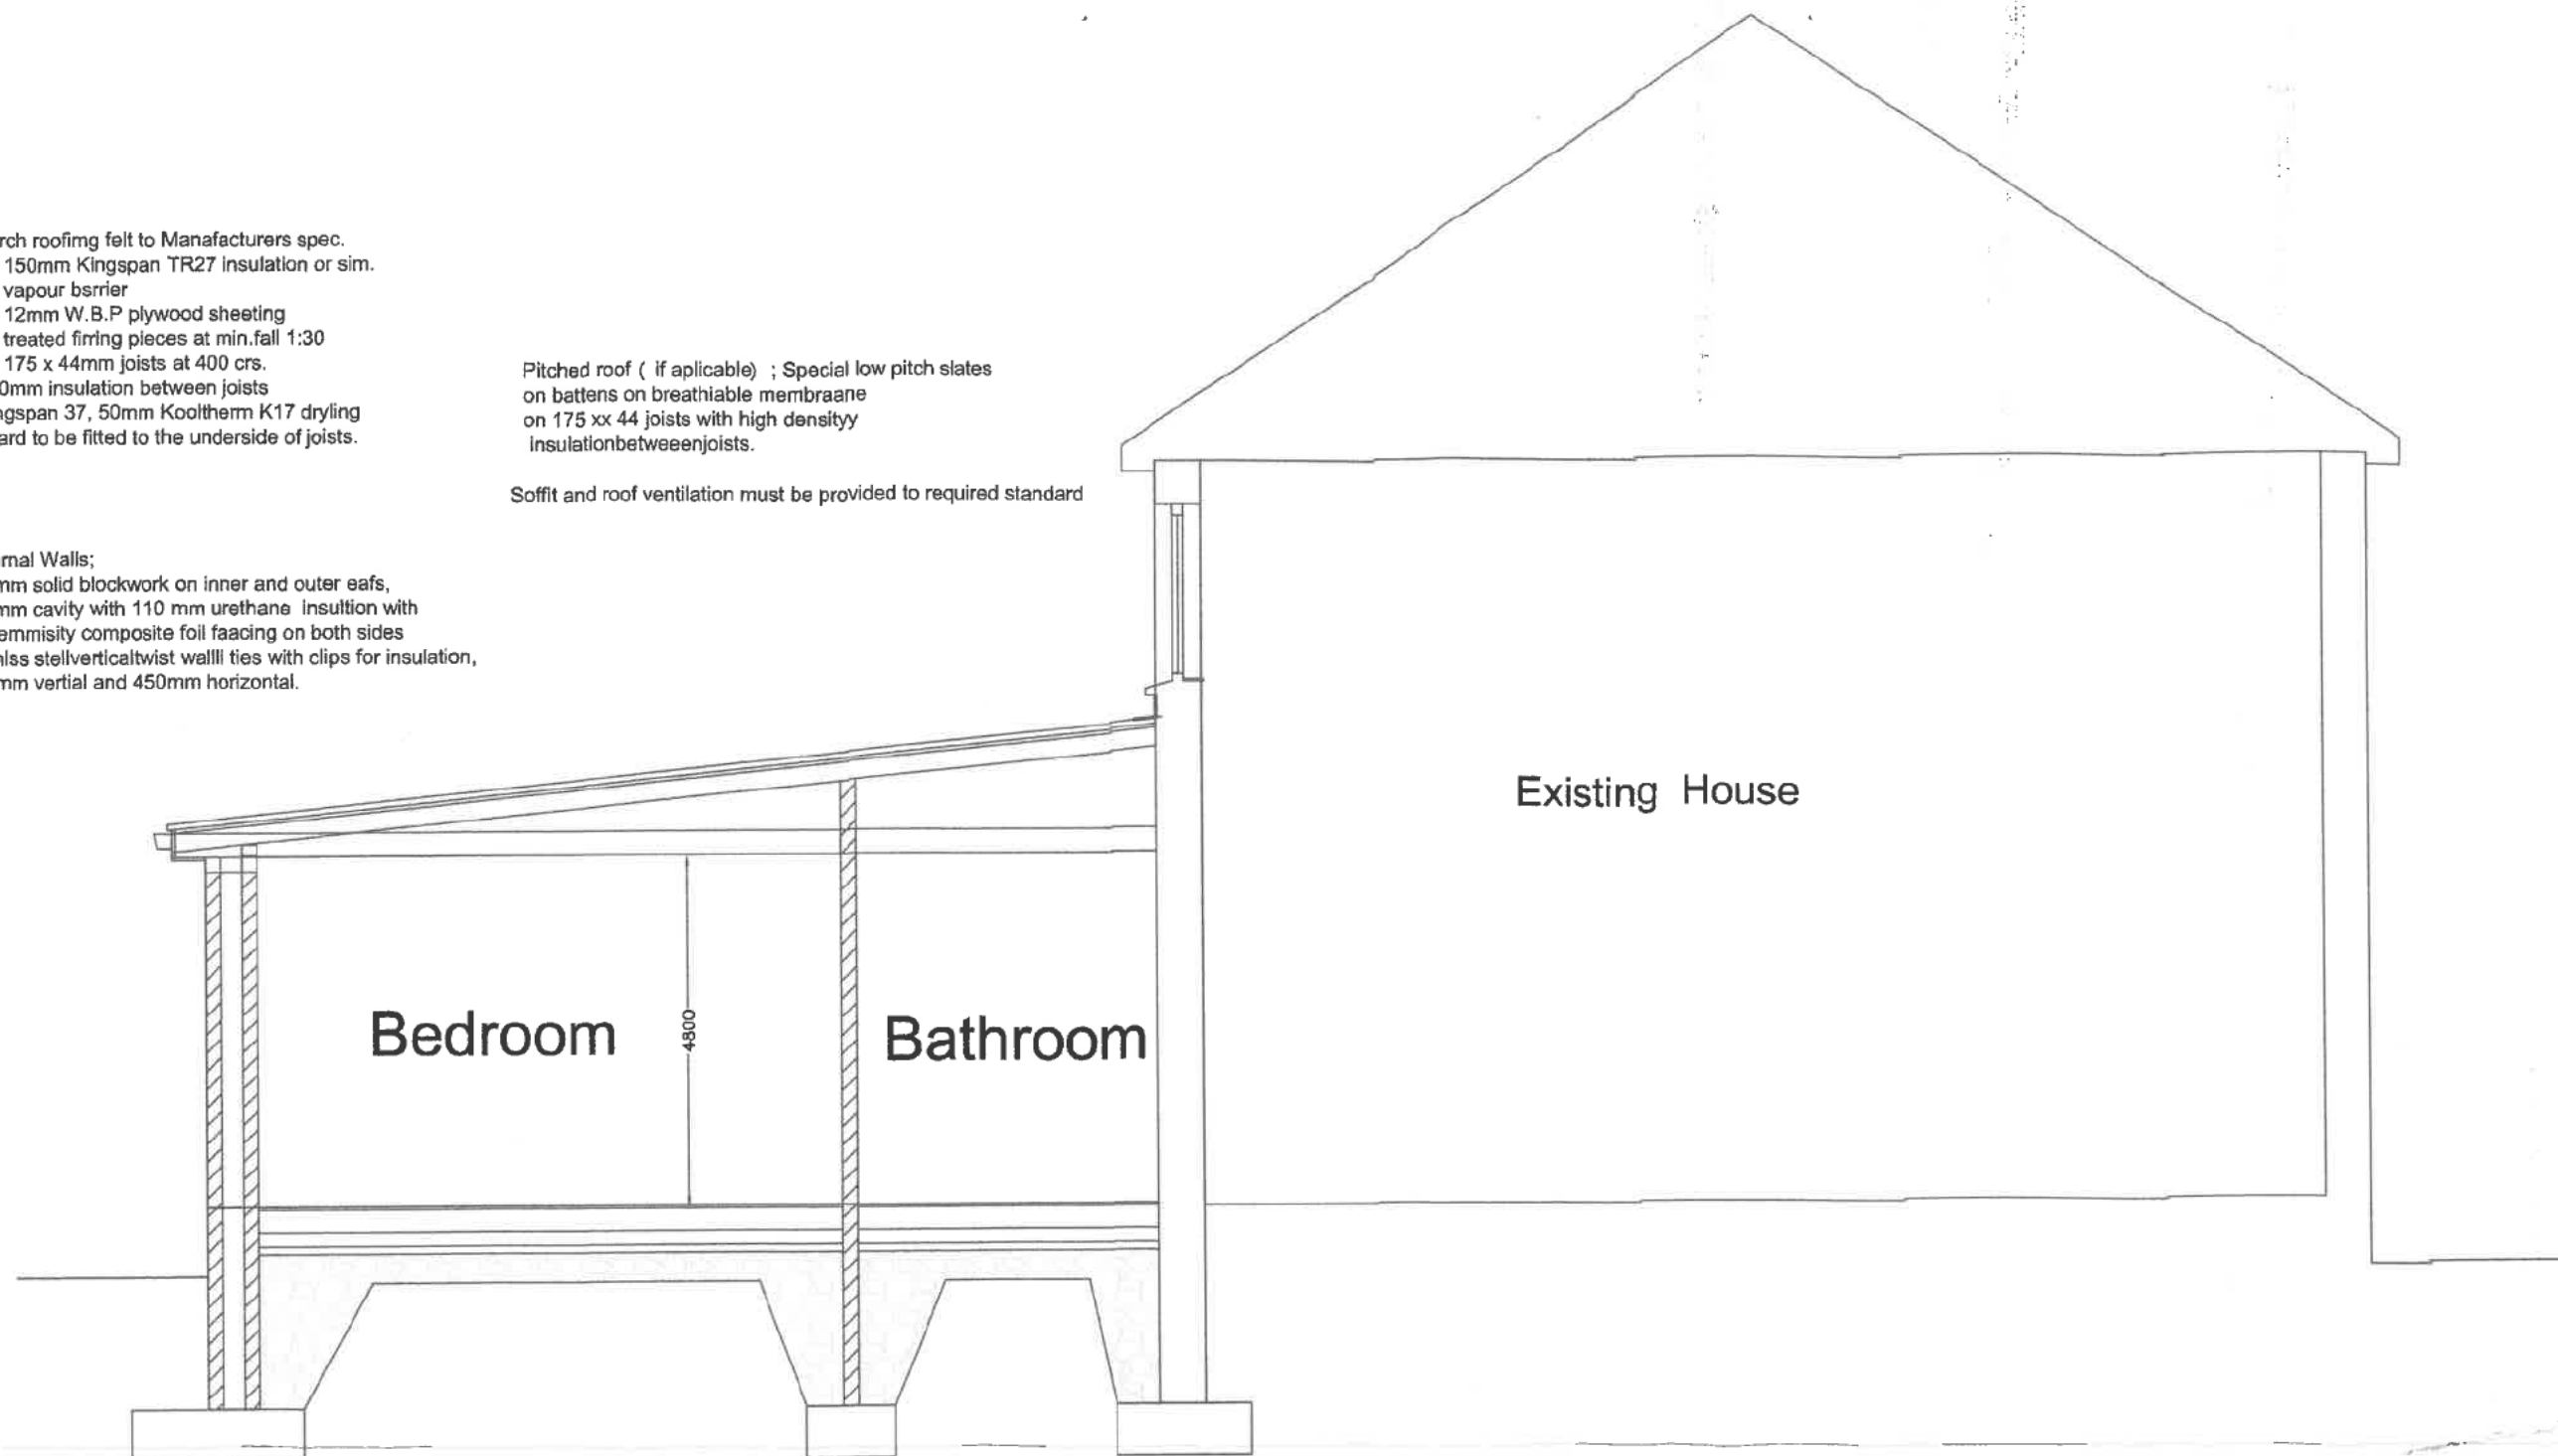 rch roofimg felt to Manafacturers spec.
150mm Kingspan TR27 insulation or sim.
vapour bsrrier
12mm W.B.P plywood sheeting
treated firring pieces at min.fall 1:30
175 x 44mm joists at 400 crs.
0mm insulation between joists
ngspan 37, 50mm Kooltherm K17 dryling
ard to be fitted to the underside of joists.
Pitched roof ( if aplicable) ; Special low pitch slates
on battens on breathiable membraane
on 175 xx 44 joists with high densityy
insulationbetweeenjoists.
Soffit and roof ventilation must be provided to required standard
rnal Walls;
mm solid blockwork on inner and outer eafs,
mm cavity with 110 mm urethane insultion with
emmisity composite foil faacing on both sides
nlss stellverticaltwist wallll ties with clips for insulation,
mm vertial and 450mm horizontal.
Existing House
Bedroom
4800
Bathroom